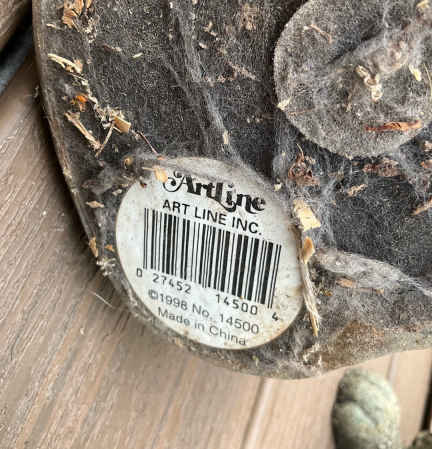 ArtLine
ART LINE INC.
0 27452 14500 4
©1998 No. 14500
Made in China